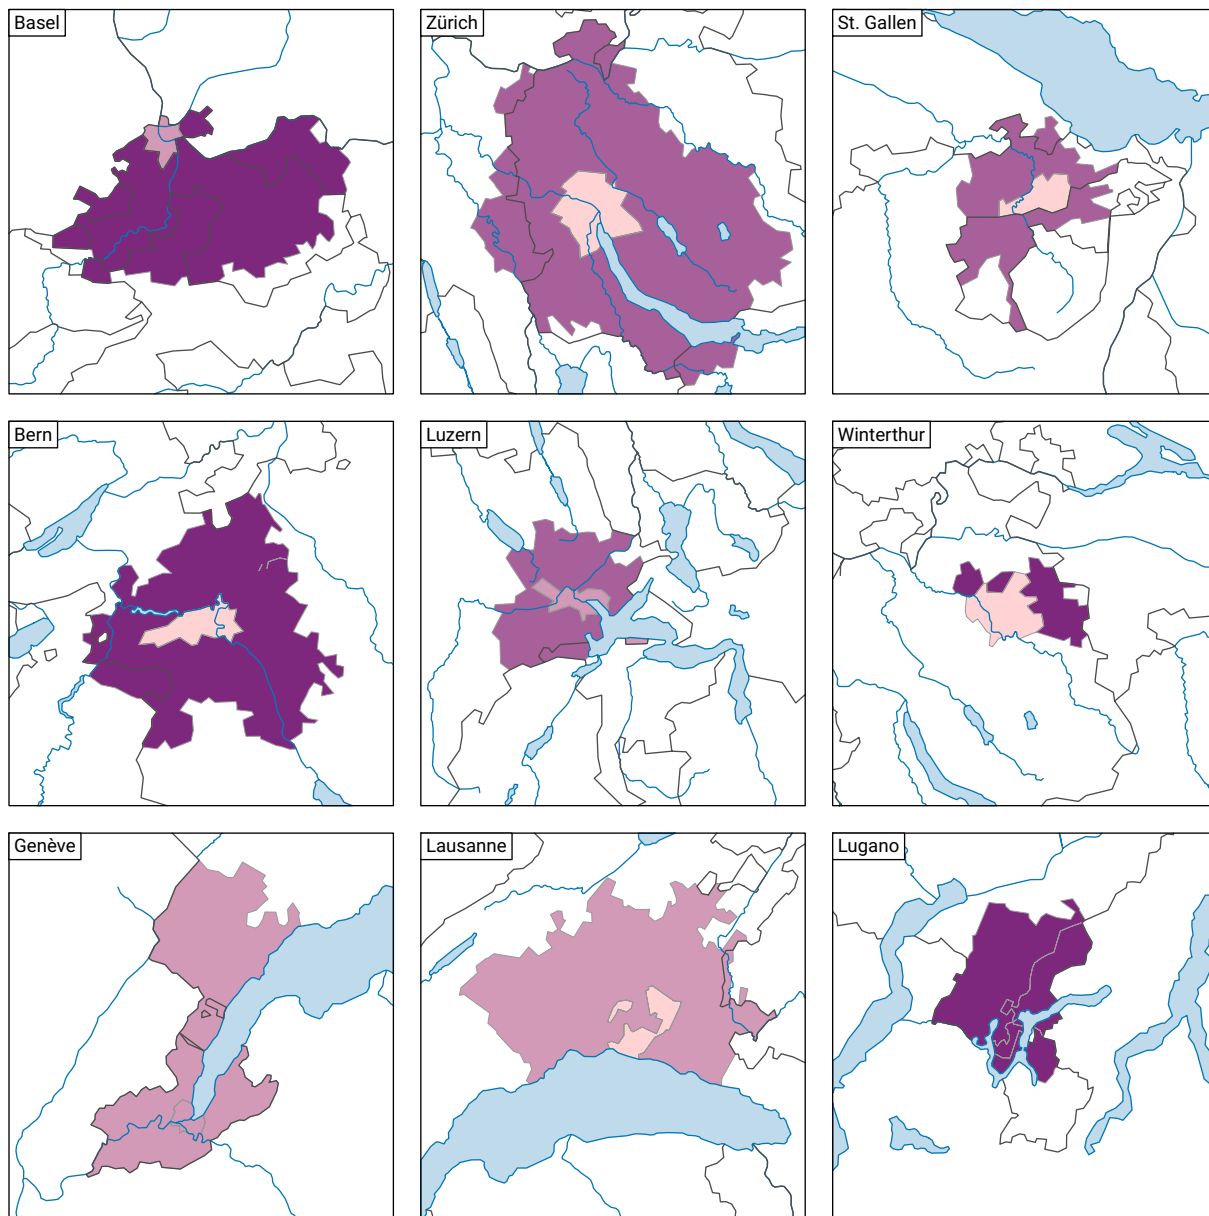 Basel
Zürich
St. Gallen
Bern
Luzern
Winterthur
Genève
Lausanne
Lugano